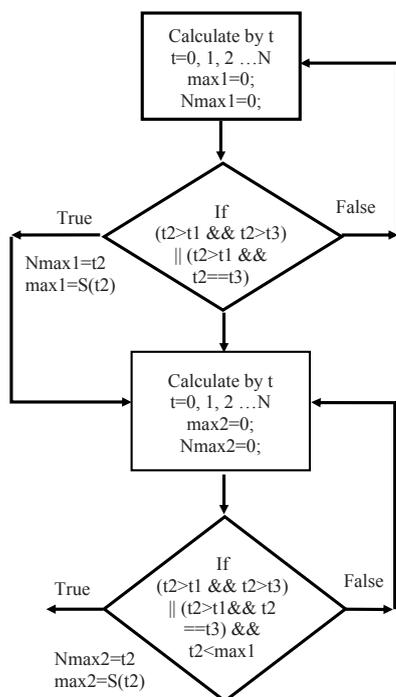 Calculate by t
t=0, 1, 2 ...N
max1=0;
Nmax1=0;
True
False
If
(t2>t1 && t2>t3)
|| (t2>t1 &&
t2==t3)
Nmax1=t2
max1=S(t2)
Calculate by t
t=0, 1, 2 ...N
max2=0;
Nmax2=0;
If
True
False
(t2>t1 && t2>t3)
|| (t2>t1&& t2
==t3) &&
t2<max1
Nmax2=t2
max2=S(t2)